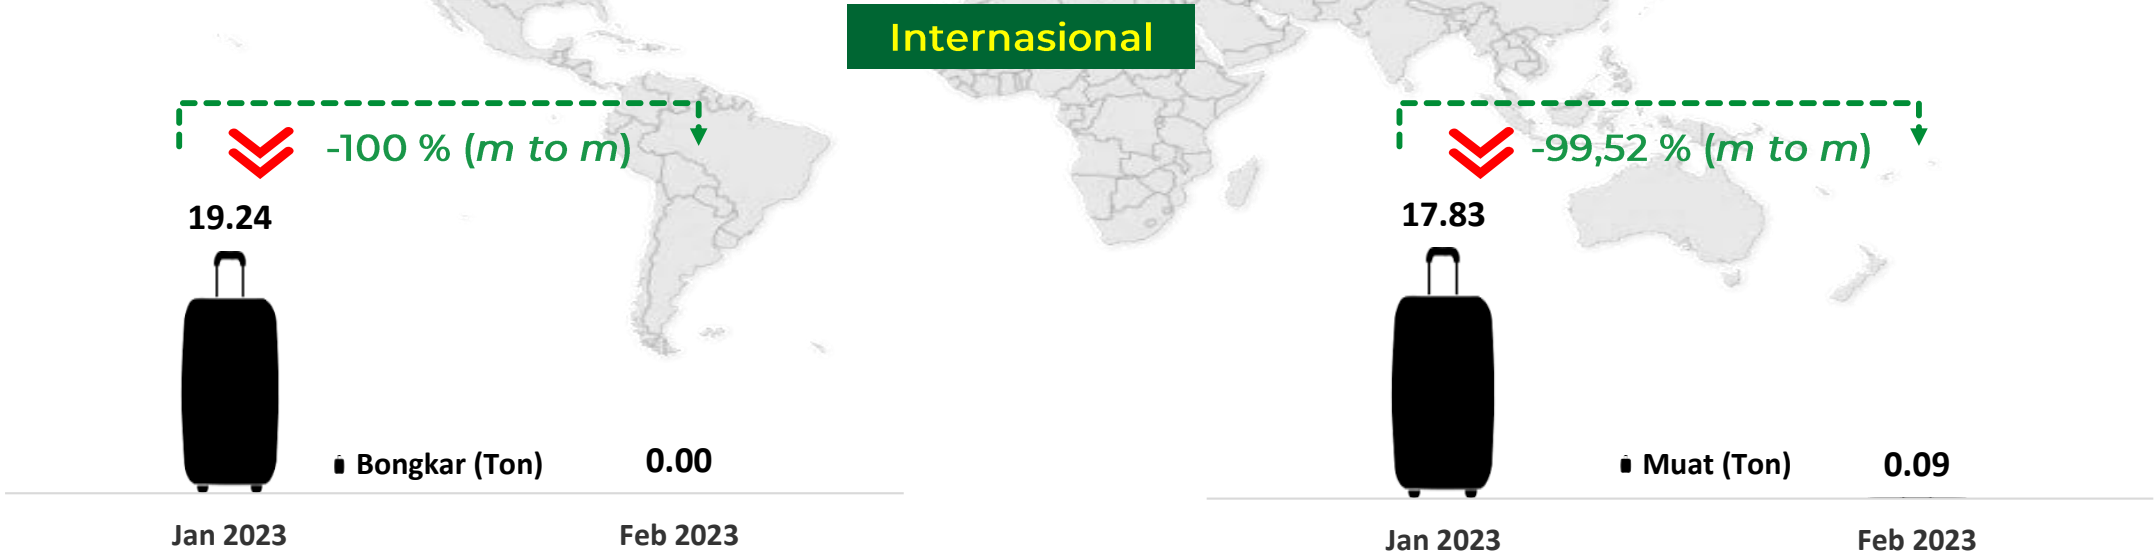 Internasional
-100 % (m to m)
19.24
Bongkar (Ton)
0.00
Jan 2023
Feb 2023
-99,52 % (m to m)
17.83
Muat (Ton)
0.09
Jan 2023
Feb 2023